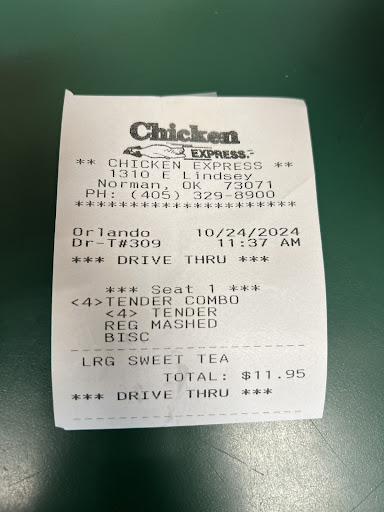 Chicken
EXPRESS.
** CHICKEN EXPRESS **
1310 E Lindsey
Norman, OK 73071
PH: (405) 329-8900
*********************
Orlando 10/24/2024
Dr-T#309 11:37 AM
*** DRIVE THRU ***
*** Seat 1 ***
<4>TENDER COMBO
<4> TENDER
REG MASHED
BISC
LRG SWEET TEA
TOTAL: $11.95
*** DRIVE THRU ***